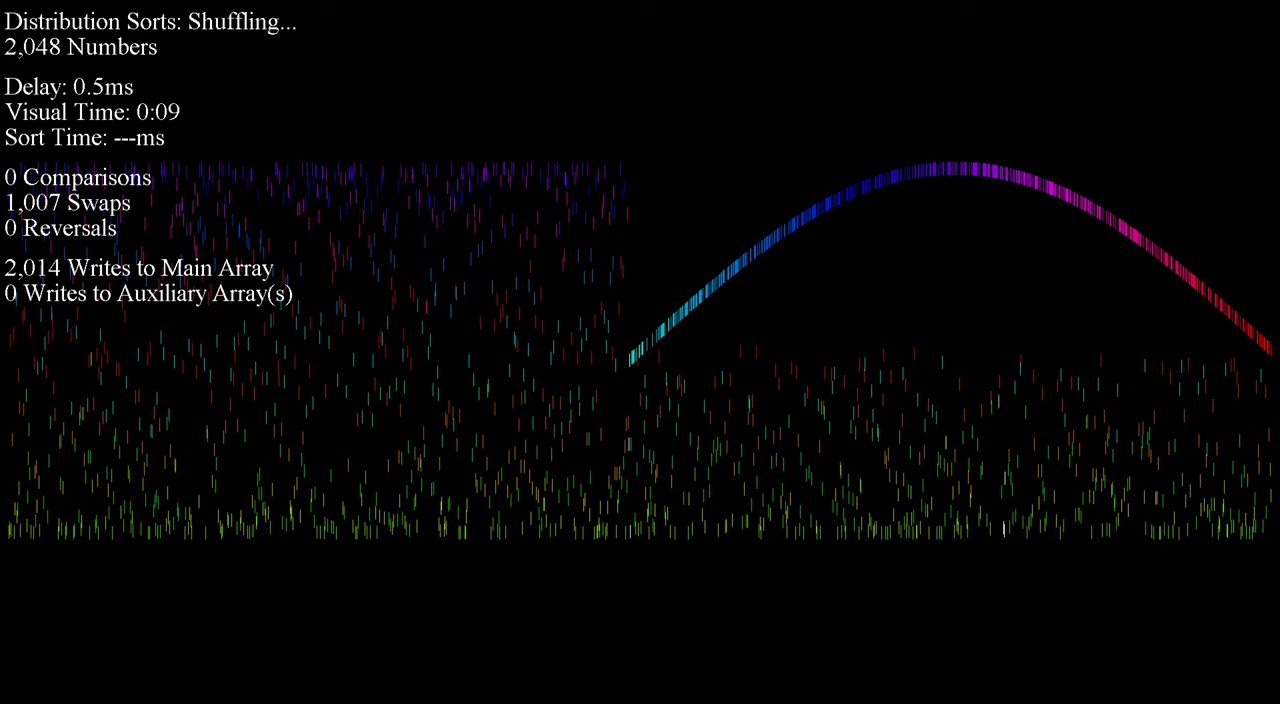 Distribution Sorts: Shuffling...
2,048 Numbers
Delay: 0.5ms
Visual Time: 0:09
Sort Time: ---ms
0 Comparisons
1,007 Swaps
0 Reversals
2,014 Writes to Main Array
0 Writes to Auxiliary Array(s)